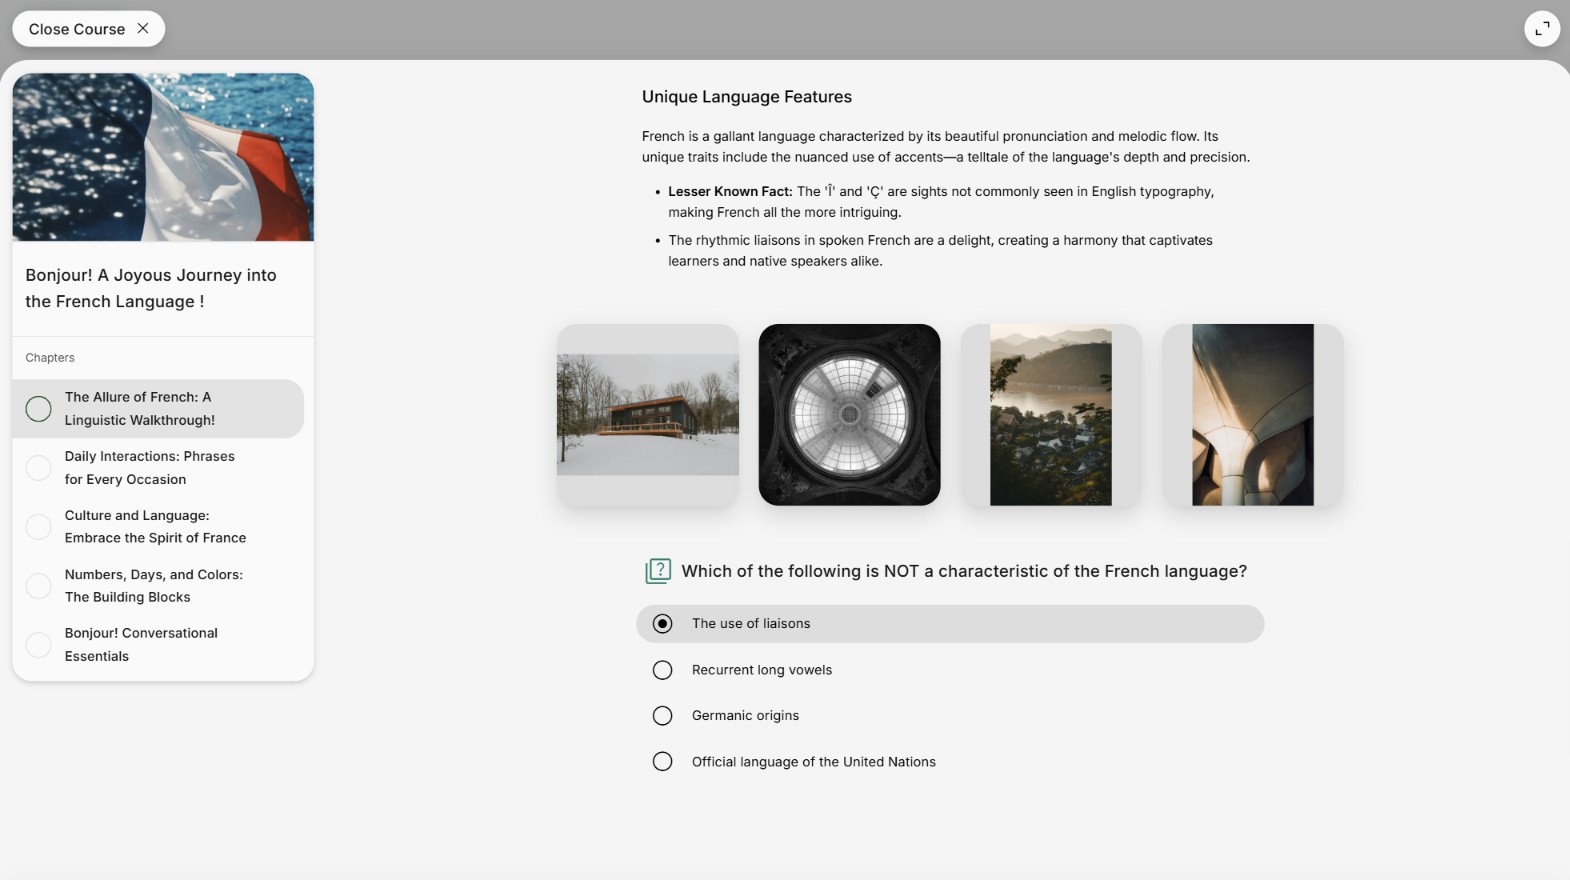 Close Course
Bonjour! A Joyous Journey into
the French Language !
Chapters
The Allure of French: A
Linguistic Walkthrough!
Daily Interactions: Phrases
for Every Occasion
Culture and Language:
Embrace the Spirit of France
Numbers, Days, and Colors:
The Building Blocks
Bonjour! Conversational
Essentials
Unique Language Features
French is a gallant language characterized by its beautiful pronunciation and melodic flow. Its
unique traits include the nuanced use of accents—a telltale of the language's depth and precision.
• Lesser Known Fact: The 'Î' and 'Ç' are sights not commonly seen in English typography,
making French all the more intriguing.
• The rhythmic liaisons in spoken French are a delight, creating a harmony that captivates
learners and native speakers alike.
Which of the following is NOT a characteristic of the French language?
The use of liaisons
Recurrent long vowels
Germanic origins
Official language of the United Nations